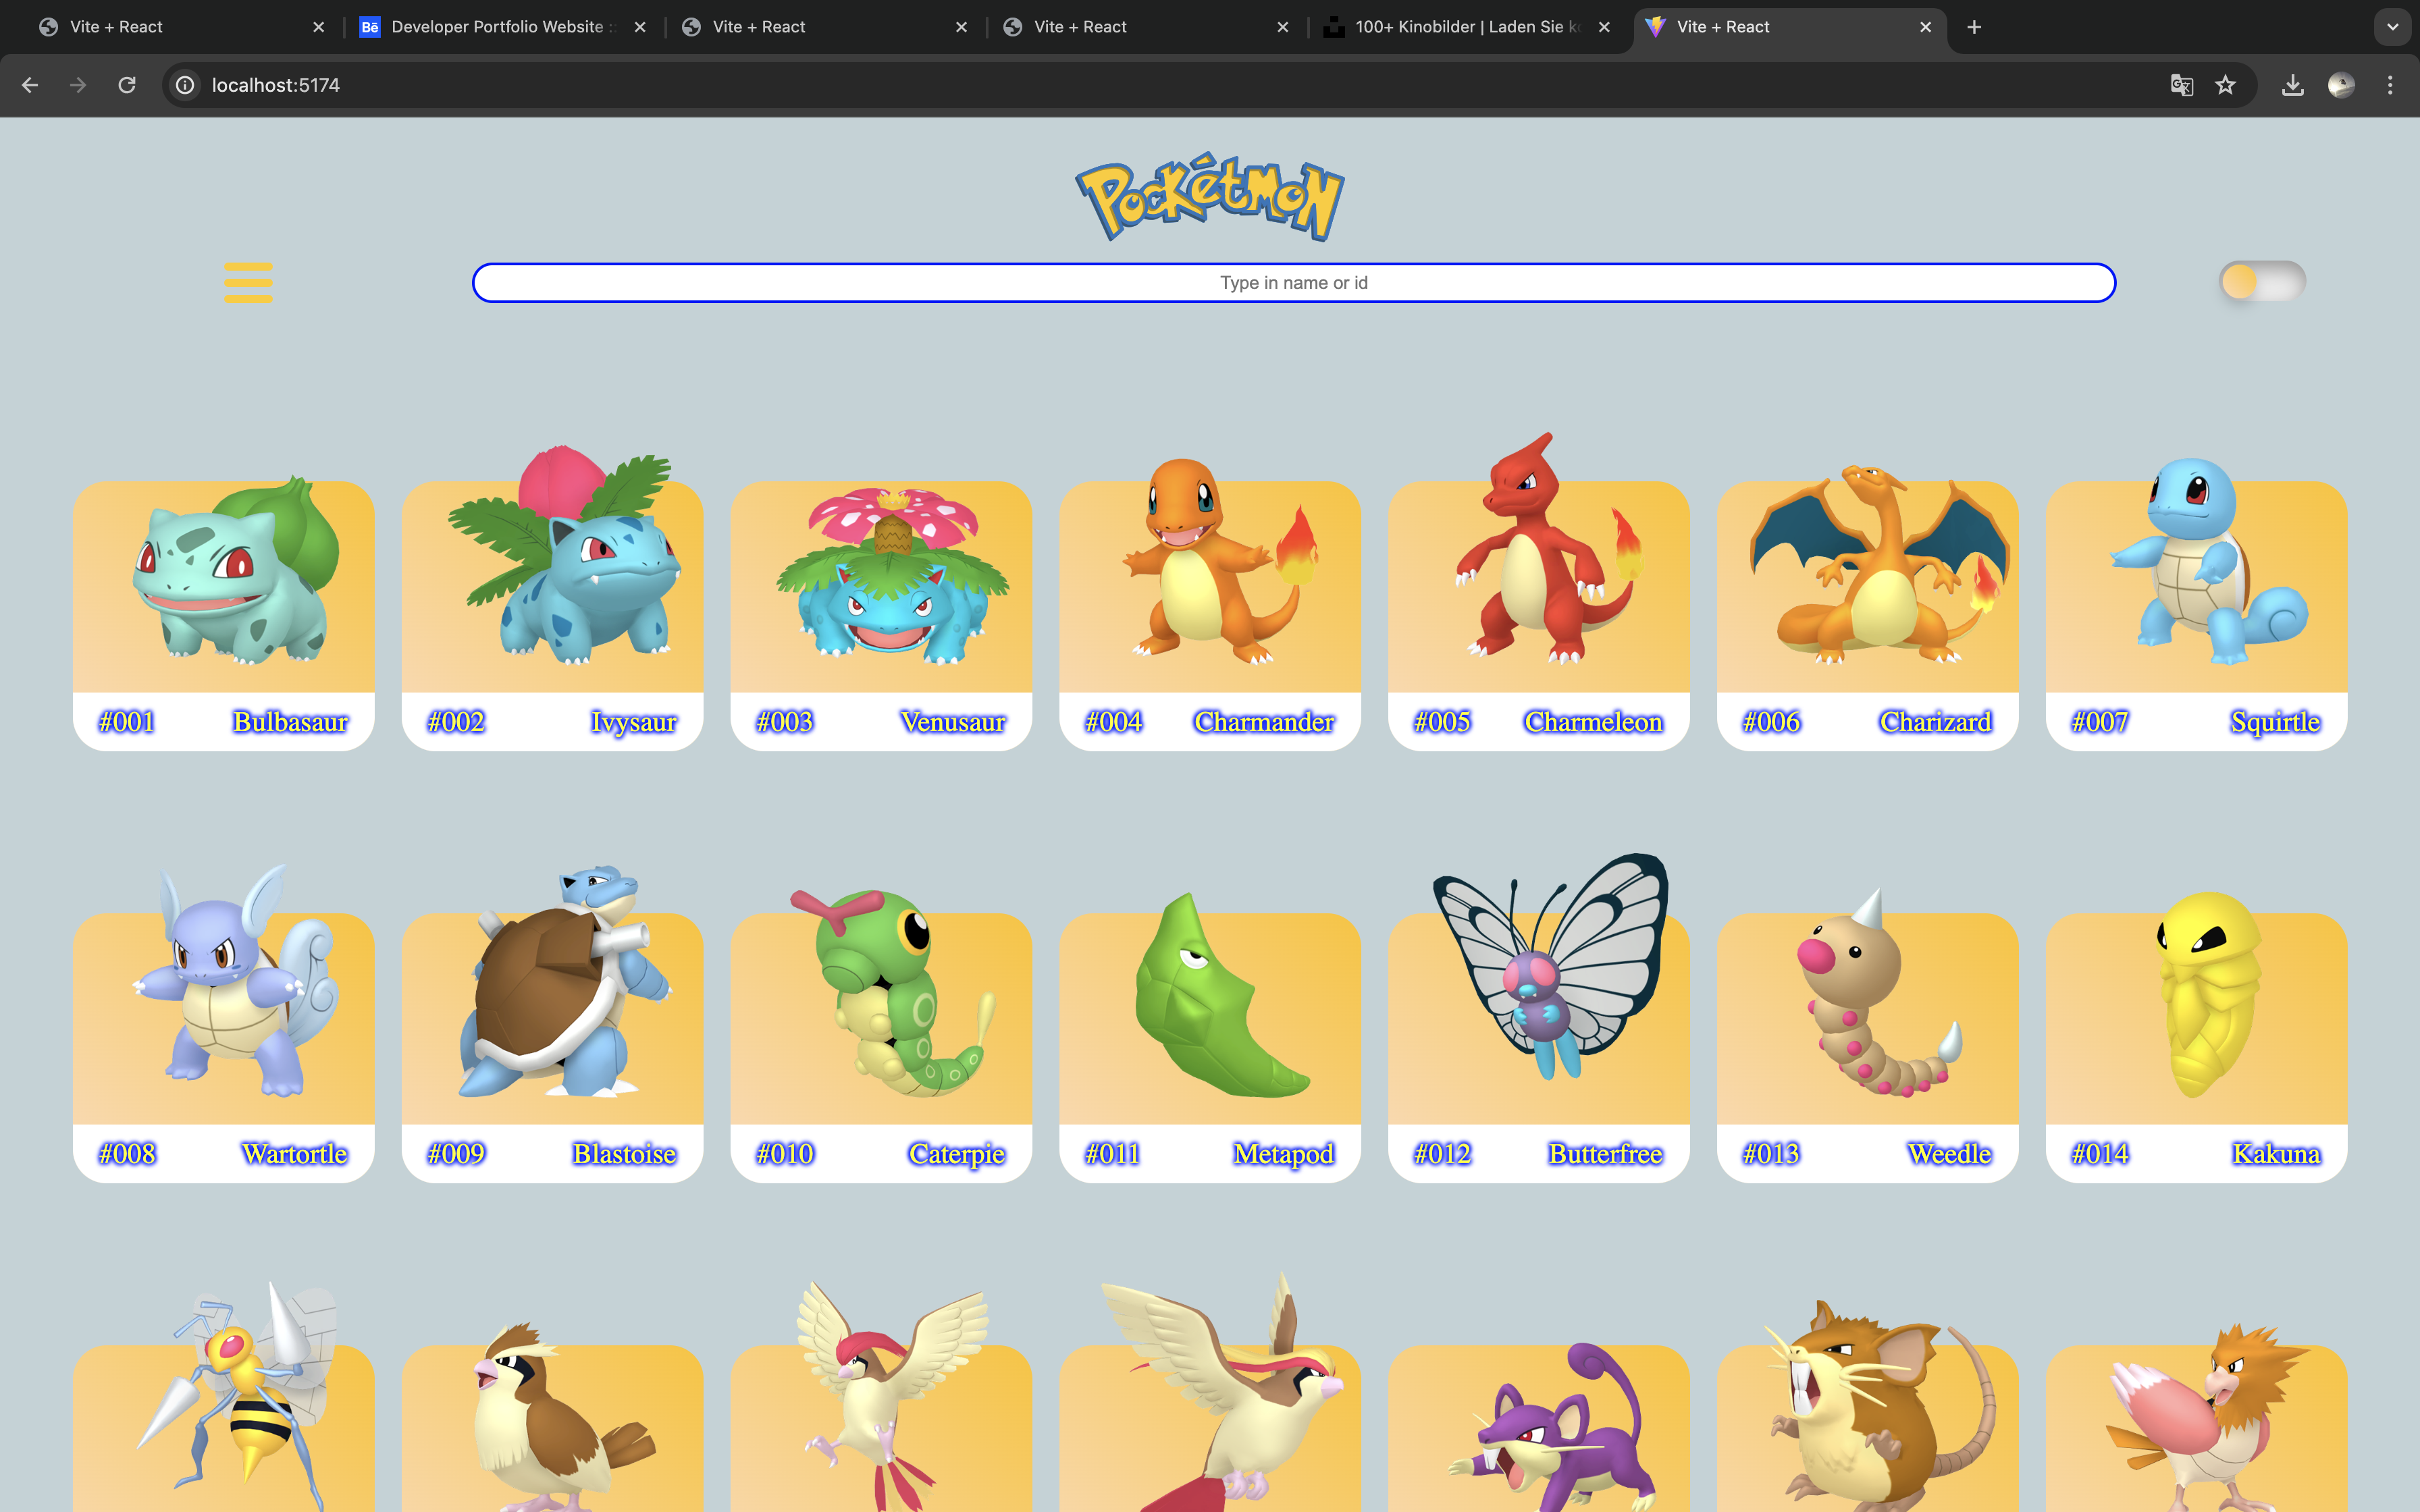 Vite + React
Developer Portfolio Website ::
Vite + React
Vite + React
100+ Kinobilder | Laden Sie
Vite + React
localhost:5174
PockétMoN
Type in name or id
#001 Bulbasaur
#002 Ivysaur
#003 Venusaur
#004 Charmander
#005 Charmeleon
#006 Charizard
#007 Squirtle
#008 Wartortle
#009 Blastoise
#010 Caterpie
#011 Metapod
#012 Butterfree
#013 Weedle
#014 Kakuna